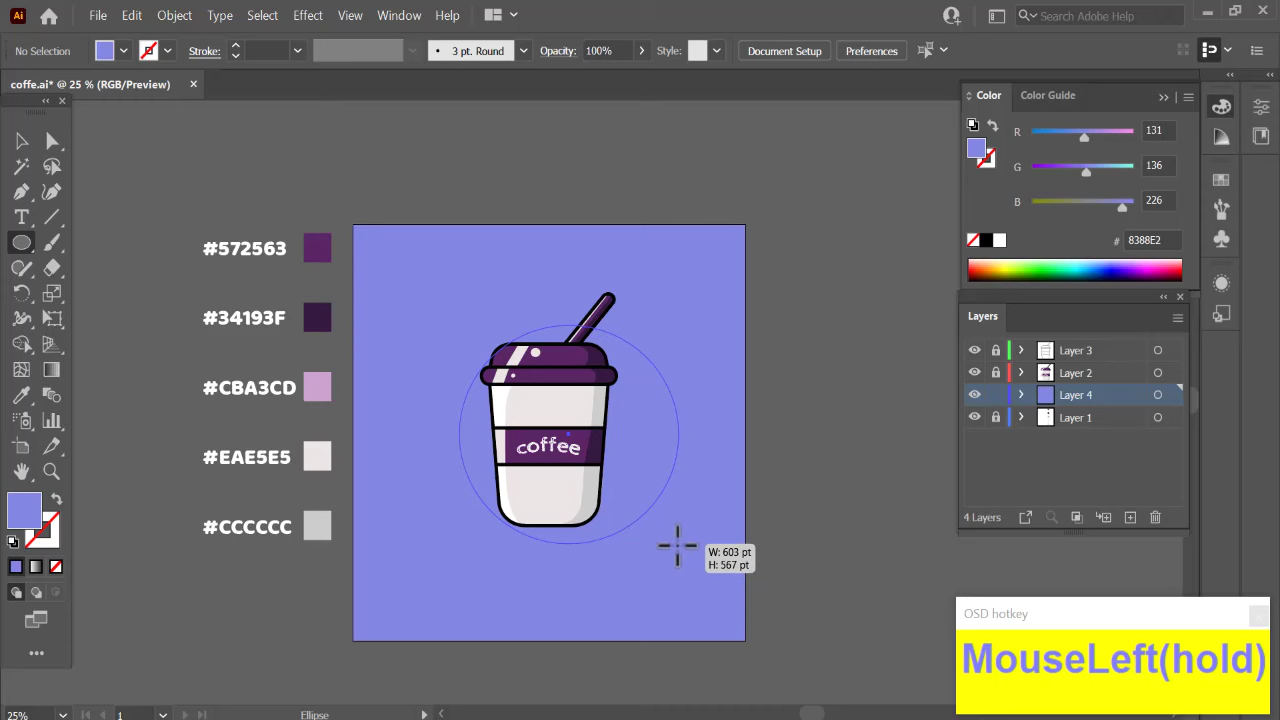 Ai File Edit Object Type Select Effect View Window Help Search Adobe Help
No Selection Stroke: 3 pt. Round Opacity: 100% Style: Document Setup Preferences
coffe.ai* @ 25 % (RGB/Preview)
Color Color Guide
R 131
G 136
B 226
# 8388E2
#572563
#34193F
#CBA3CD
#EAE5E5
#CCCCCC
coffee
W: 603 pt
H: 567 pt
Layers
Layer 3
Layer 2
Layer 4
Layer 1
4 Layers
OSD hotkey
MouseLeft(hold)
25% 1 Ellipse